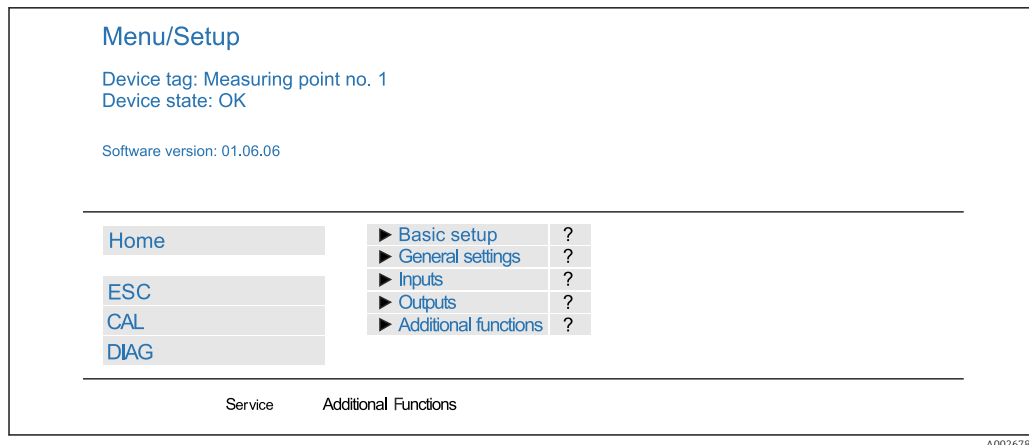 Menu/Setup
Device tag: Measuring point no. 1
Device state: OK
Software version: 01.06.06
Home
ESC
CAL
DIAG
► Basic setup ?
► General settings ?
► Inputs ?
► Outputs ?
► Additional functions ?
Service Additional Functions